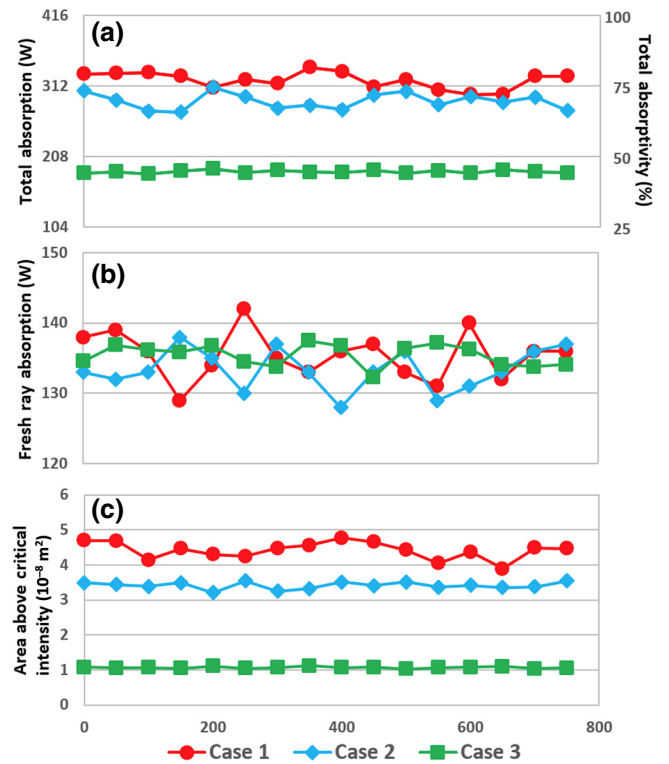 (a)
Total absorption (W)
416
312
208
104
Total absorptivity (%)
100
75
50
25
(b)
Fresh ray absorption (W)
150
140
130
120
(c)
Area above critical
intensity (10⁻⁸ m²)
6
5
4
3
2
1
0
0 200 400 600 800
Case 1 Case 2 Case 3